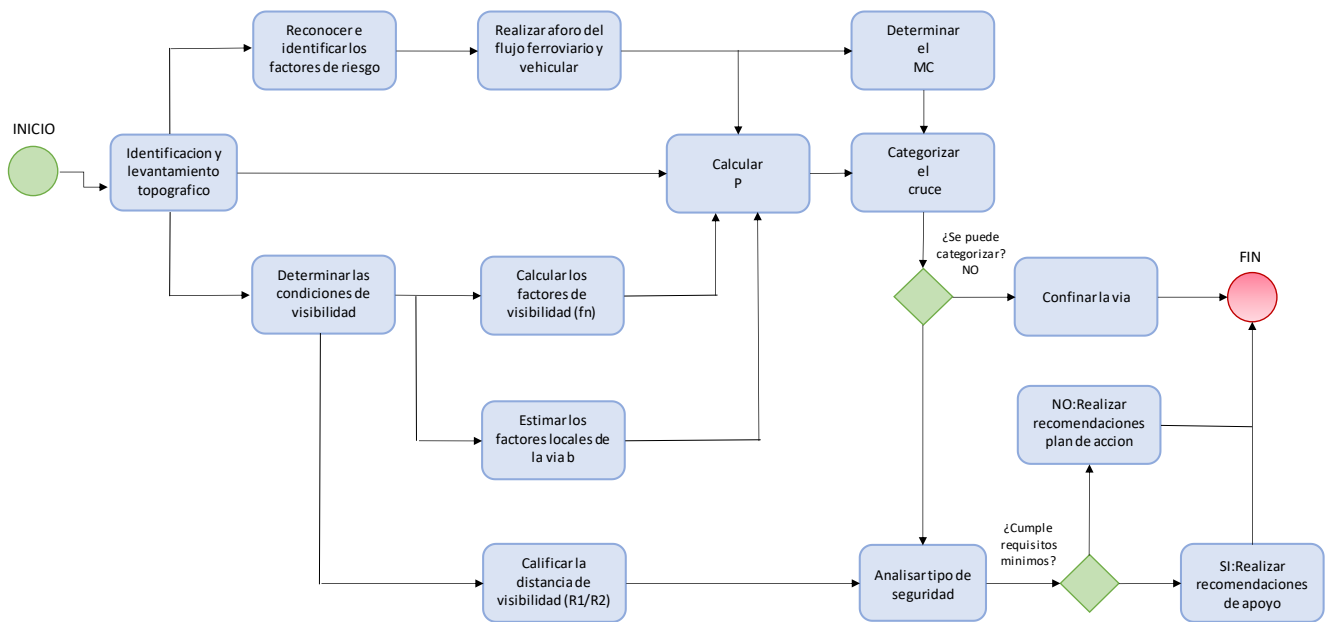 Reconocer e
identificar los
factores de riesgo
Realizar aforo del
flujo ferroviario y
vehicular
Determinar
el
MC
INICIO
Identificacion y
levantamiento
topografico
Calcular
P
Categorizar
el
cruce
¿Se puede
categorizar?
NO
FIN
Determinar las
condiciones de
visibilidad
Calcular los
factores de
visibilidad (fn)
Confinar la via
Estimar los
factores locales de
la via b
NO:Realizar
recomendaciones
plan de accion
¿Cumple
requisitos
minimos?
Calificar la
distancia de
visibilidad (R1/R2)
Analisar tipo de
seguridad
SI:Realizar
recomendaciones
de apoyo